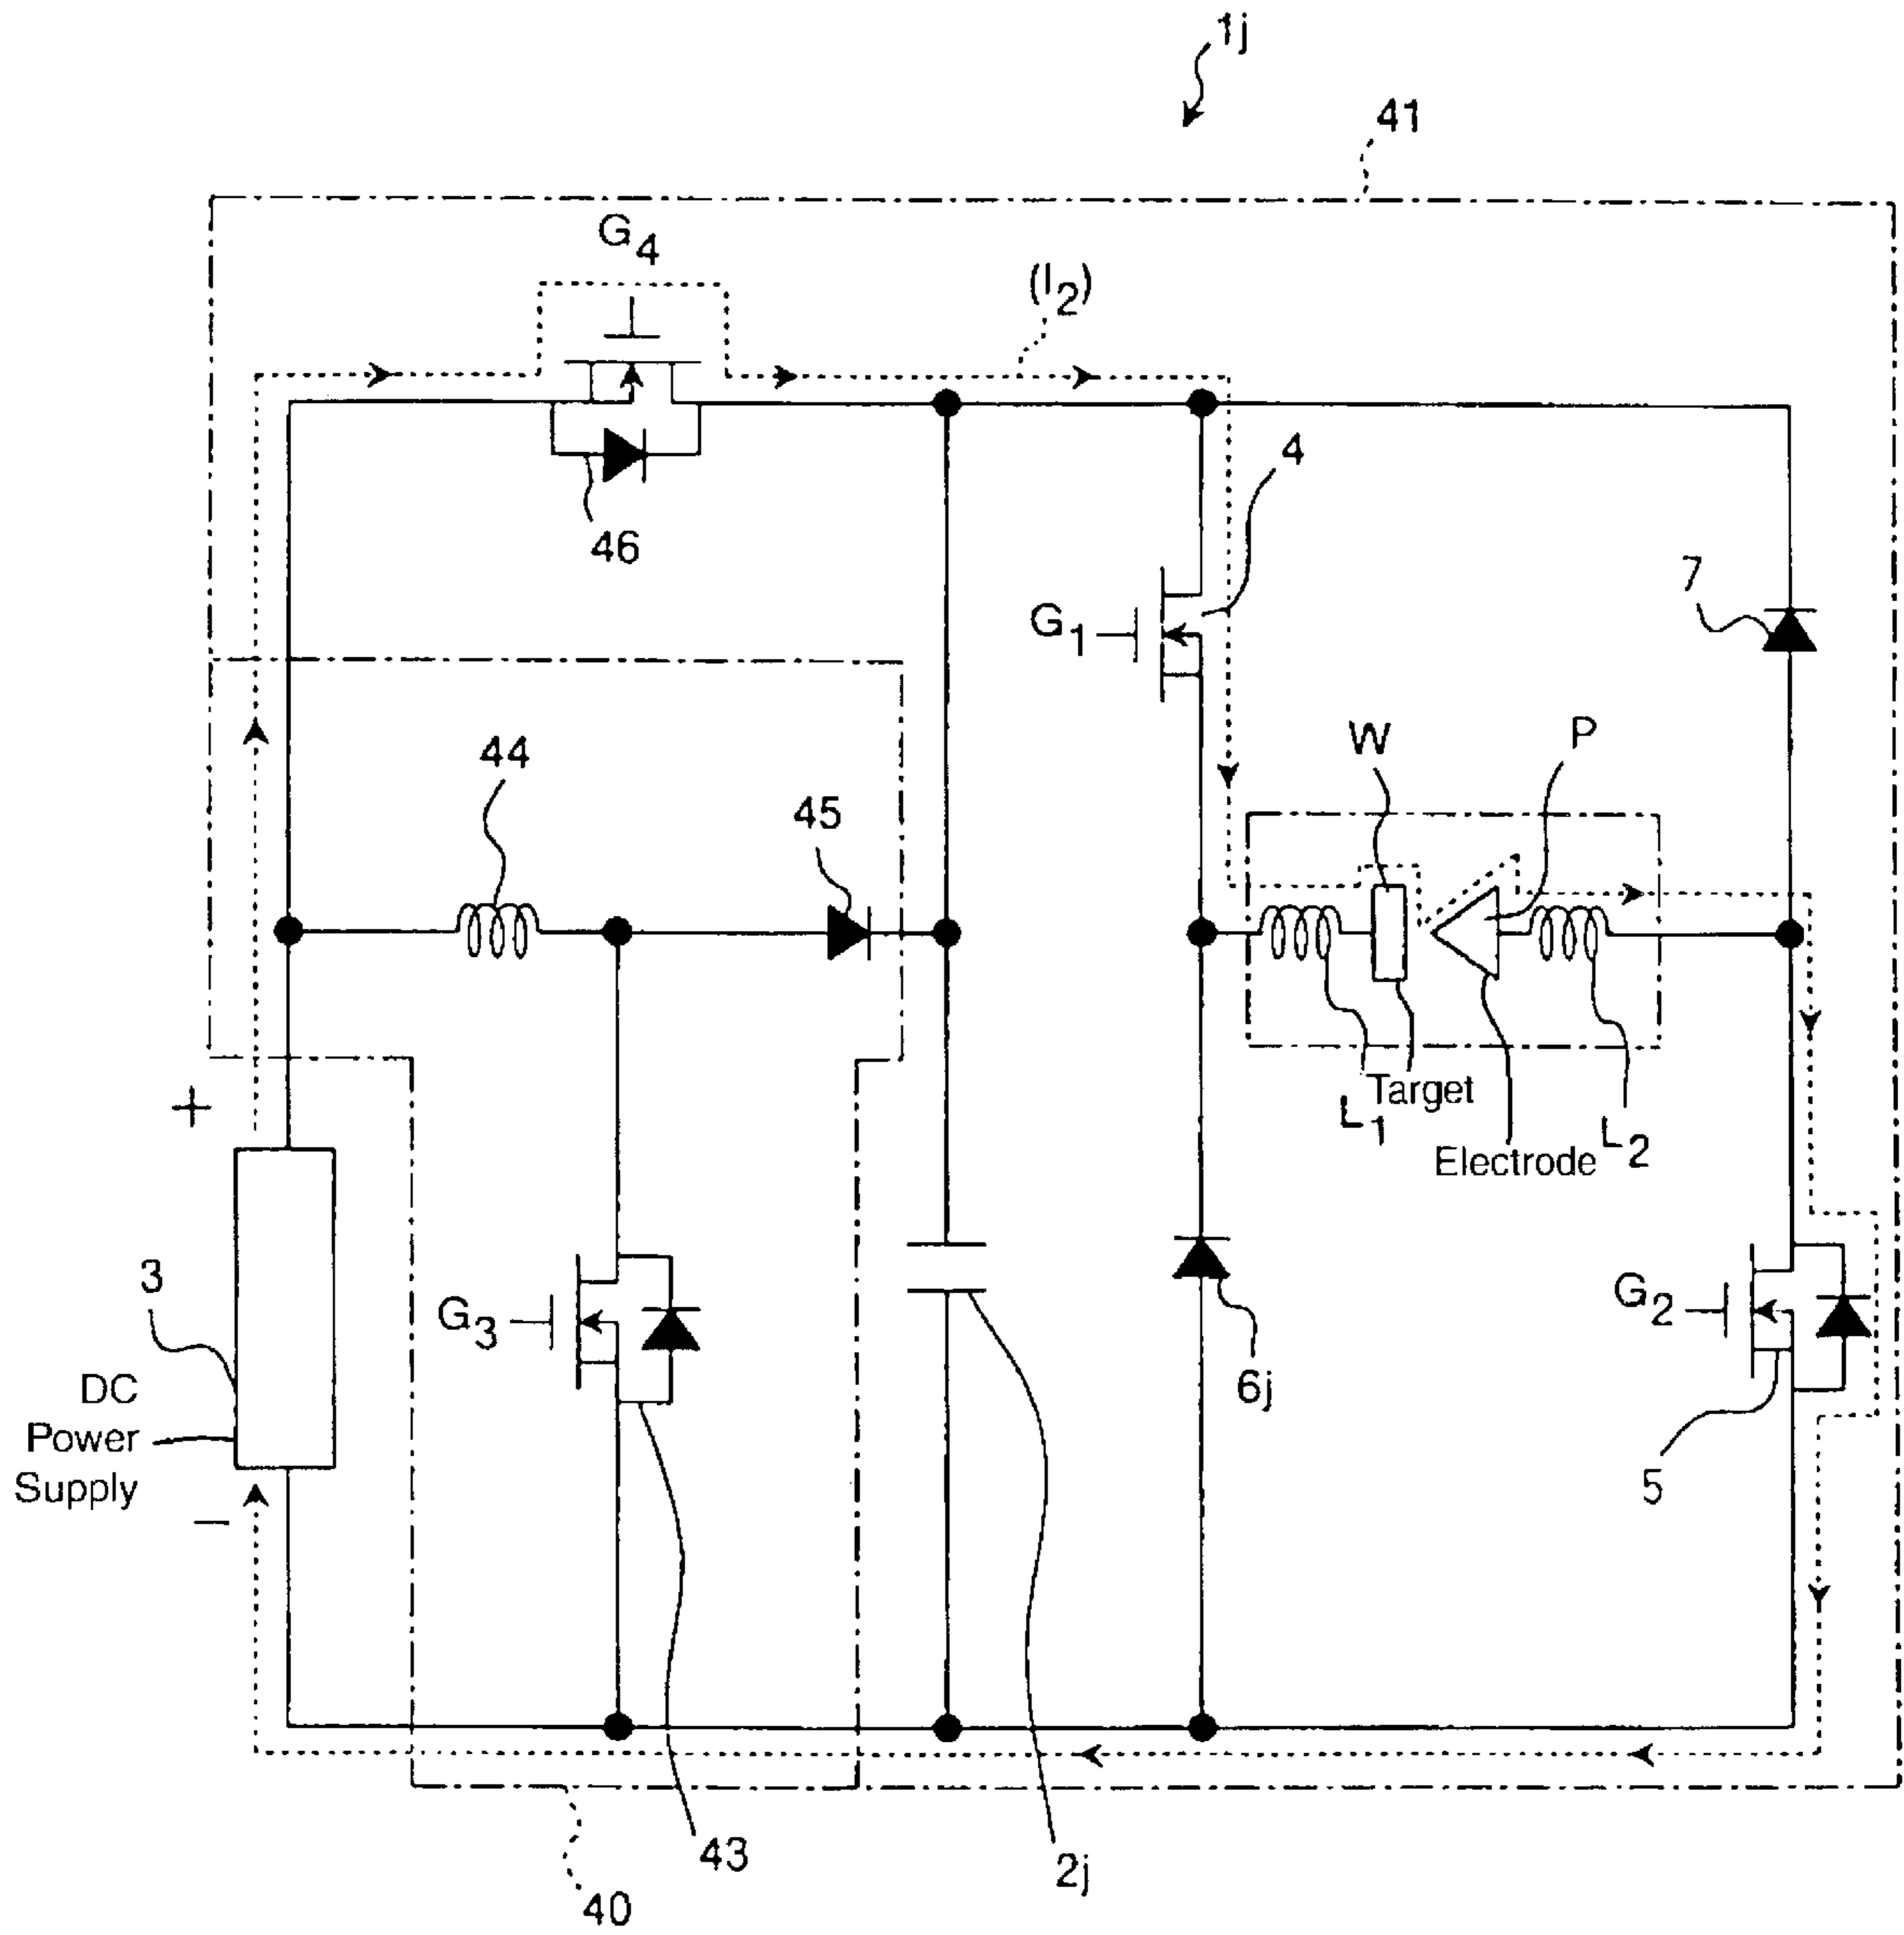 1j
41
G4
(I2)
46
4
G1
7
44
45
W
P
+
L1
Target
L2
Electrode
3
DC
Power
Supply
−
G3
G2
6j
5
43
2j
40